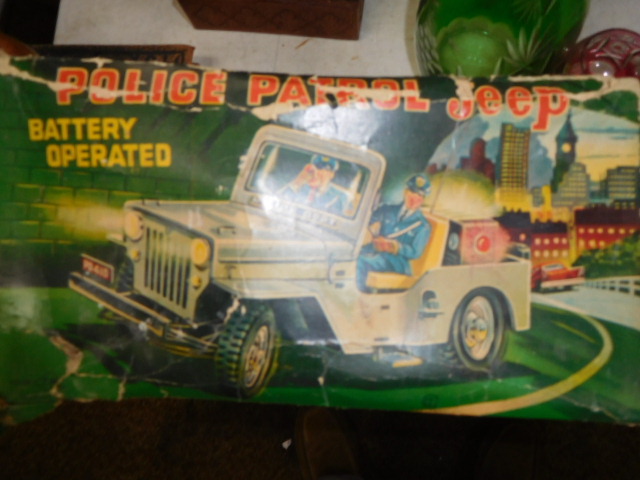 POLICE PATROL Jeep
BATTERY
OPERATED